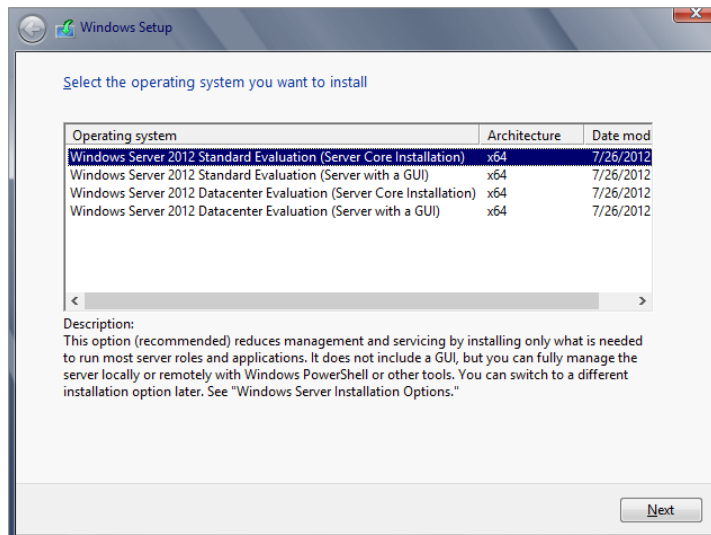 Windows Setup
Select the operating system you want to install
Operating system Architecture Date mod
Windows Server 2012 Standard Evaluation (Server Core Installation) x64 7/26/2012
Windows Server 2012 Standard Evaluation (Server with a GUI) x64 7/26/2012
Windows Server 2012 Datacenter Evaluation (Server Core Installation) x64 7/26/2012
Windows Server 2012 Datacenter Evaluation (Server with a GUI) x64 7/26/2012
Description:
This option (recommended) reduces management and servicing by installing only what is needed
to run most server roles and applications. It does not include a GUI, but you can fully manage the
server locally or remotely with Windows PowerShell or other tools. You can switch to a different
installation option later. See "Windows Server Installation Options."
Next